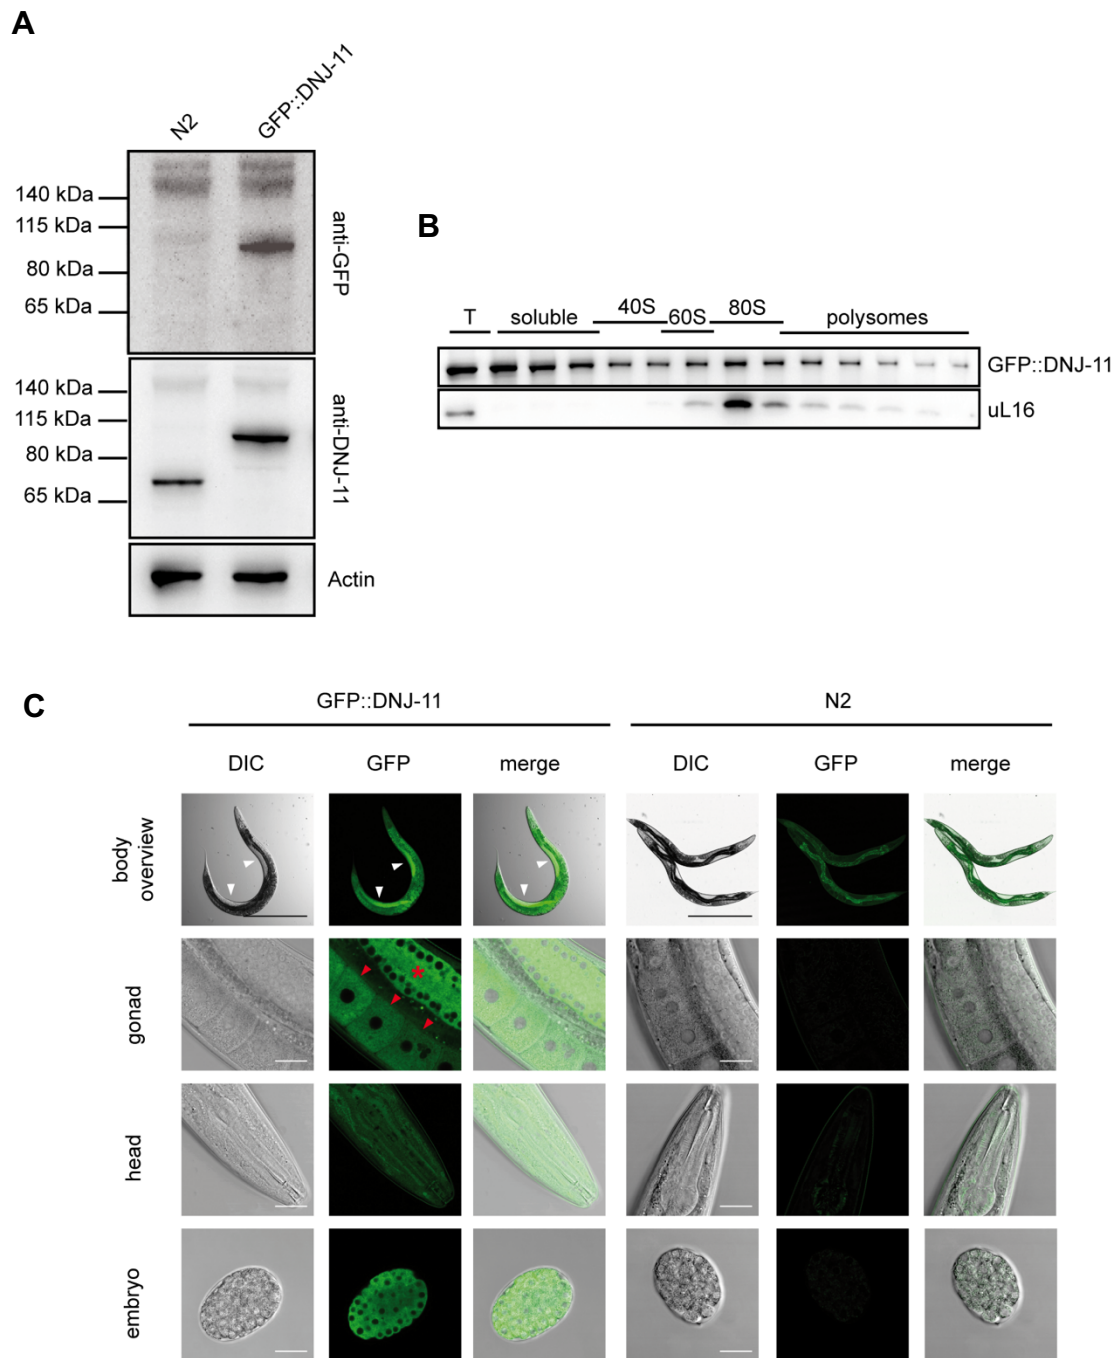 A
N2
GFP::DNJ-11
140 kDa
115 kDa
80 kDa
65 kDa
anti-GFP
140 kDa
115 kDa
80 kDa
65 kDa
anti-DNJ-11
Actin
B
T
soluble
40S
60S
80S
polysomes
GFP::DNJ-11
uL16
C
GFP::DNJ-11
N2
DIC
GFP
merge
DIC
GFP
merge
body
overview
gonad
*
head
embryo